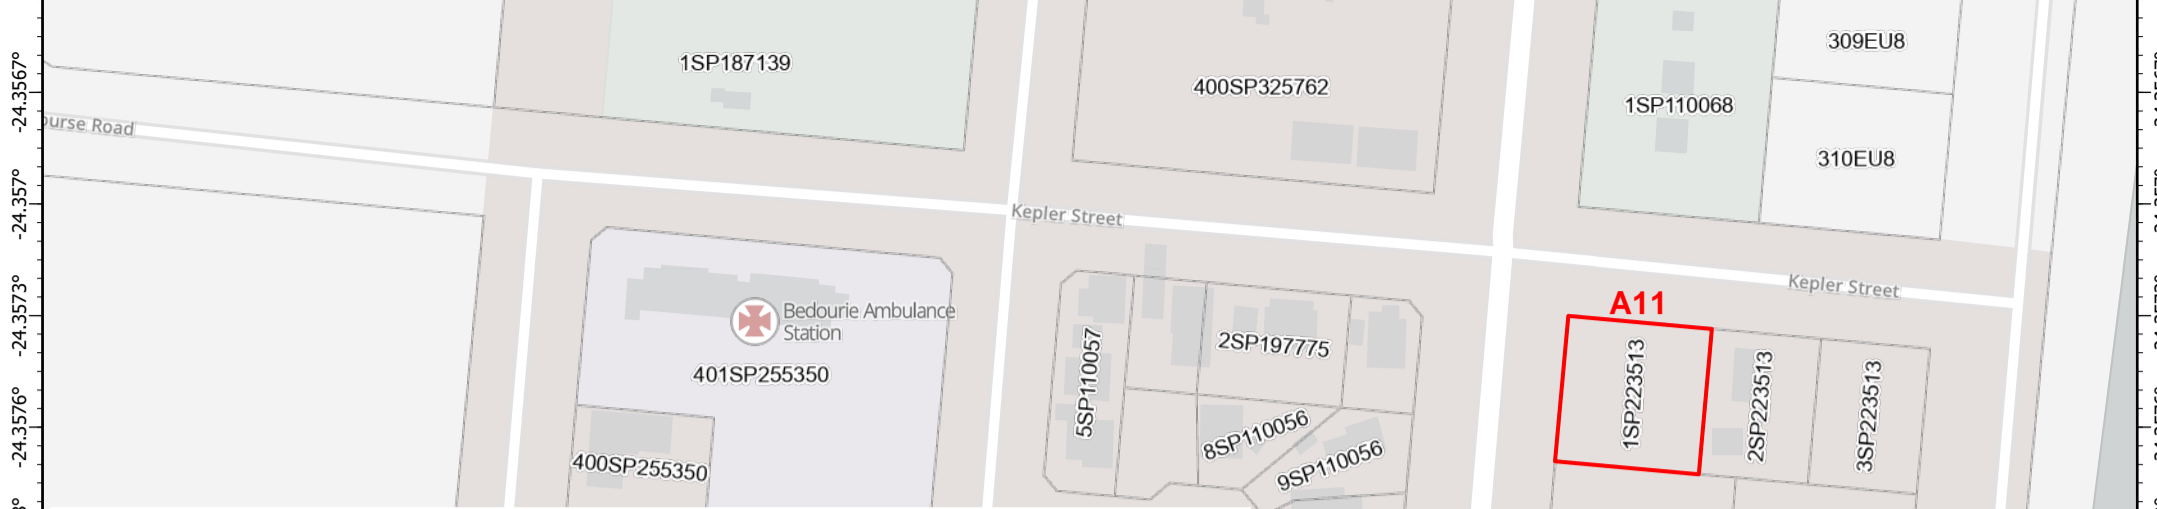 1SP187139
400SP325762
309EU8
1SP110068
310EU8
ourse Road
Kepler Street
Kepler Street
A11
Bedourie Ambulance
Station
401SP255350
400SP255350
5SP110057
2SP197775
8SP110056
9SP110056
1SP223513
2SP223513
3SP223513
-24.3567°
-24.357°
-24.3573°
-24.3576°